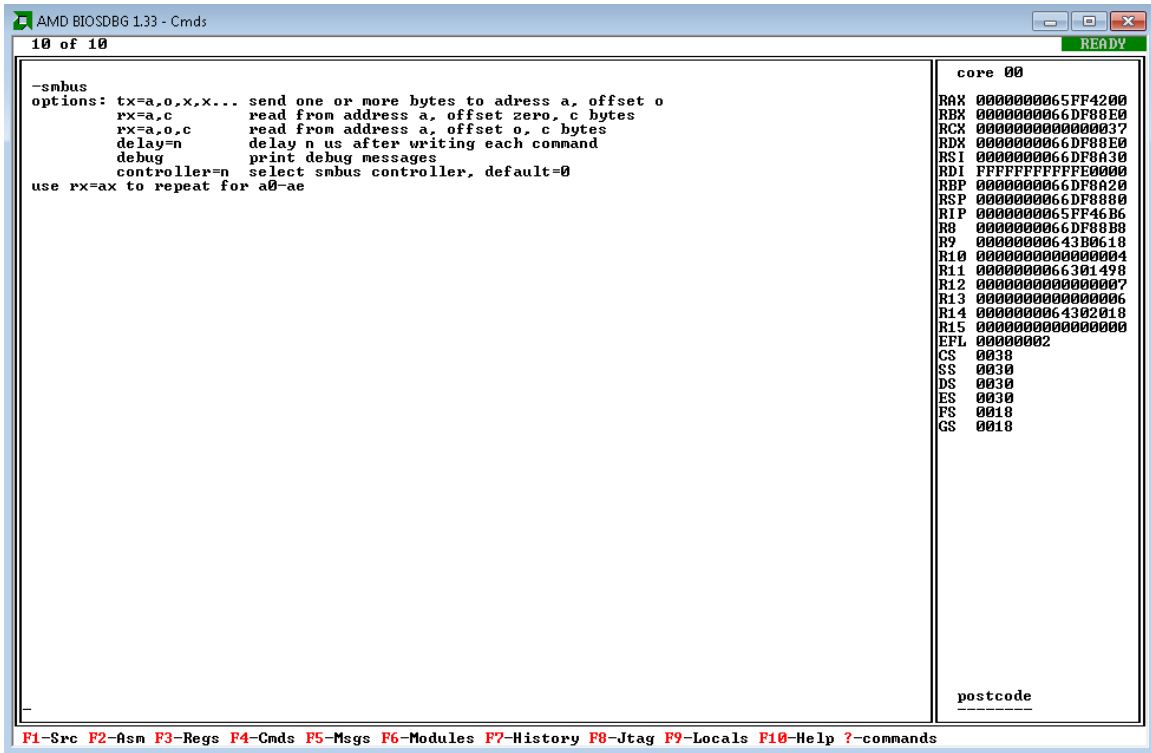 AMD BIOSDBG 1.33 - Cmds
10 of 10
READY
-smbus
options: tx=a,o,x,x... send one or more bytes to adress a, offset o
rx=a,c read from address a, offset zero, c bytes
rx=a,o,c read from address a, offset o, c bytes
delay=n delay n us after writing each command
debug print debug messages
controller=n select smbus controller, default=0
use rx=ax to repeat for a0-ae
-
core 00
RAX 0000000065FF4200
RBX 0000000066DF88E0
RCX 0000000000000037
RDX 0000000066DF88E0
RSI 0000000066DF8A30
RDI FFFFFFFFFFFE0000
RBP 0000000066DF8A20
RSP 0000000066DF8880
RIP 0000000065FF46B6
R8 0000000066DF88B8
R9 00000000643B0618
R10 0000000000000004
R11 0000000066301498
R12 0000000000000007
R13 0000000000000006
R14 0000000064302018
R15 0000000000000000
EFL 00000002
CS 0038
SS 0030
DS 0030
ES 0030
FS 0018
GS 0018
postcode
--------
F1-Src F2-Asm F3-Regs F4-Cmds F5-Msgs F6-Modules F7-History F8-Jtag F9-Locals F10-Help ?-commands